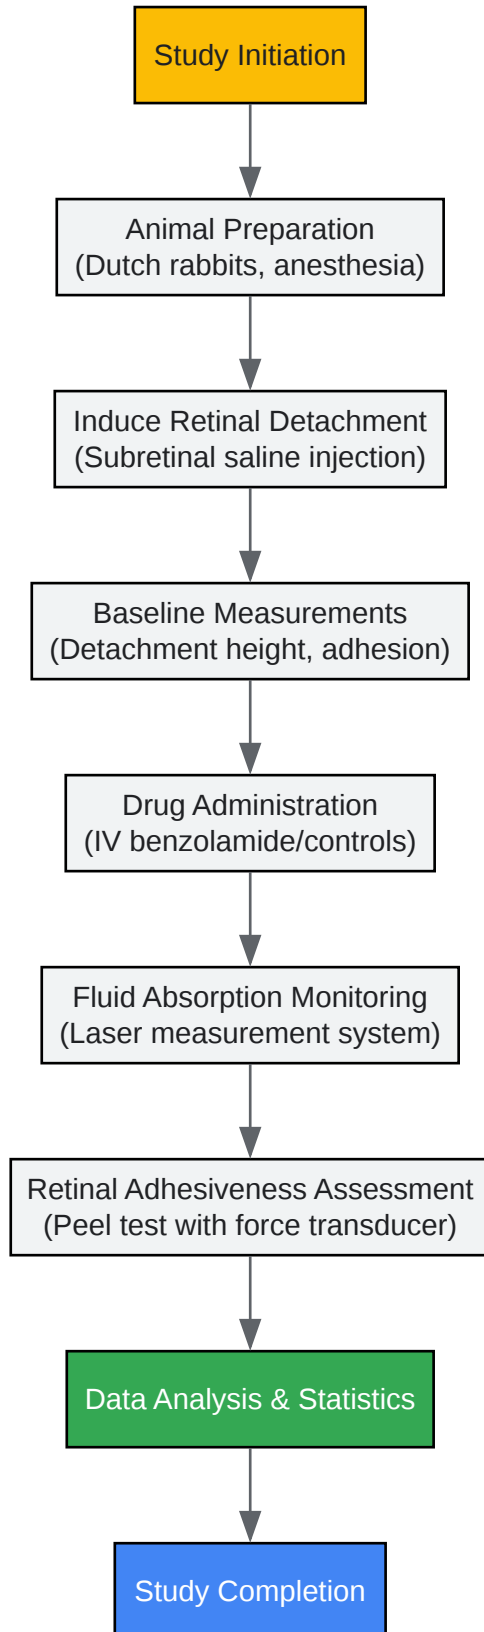 Study Initiation
Animal Preparation
(Dutch rabbits, anesthesia)
Induce Retinal Detachment
(Subretinal saline injection)
Baseline Measurements
(Detachment height, adhesion)
Drug Administration
(IV benzolamide/controls)
Fluid Absorption Monitoring
(Laser measurement system)
Retinal Adhesiveness Assessment
(Peel test with force transducer)
Data Analysis & Statistics
Study Completion